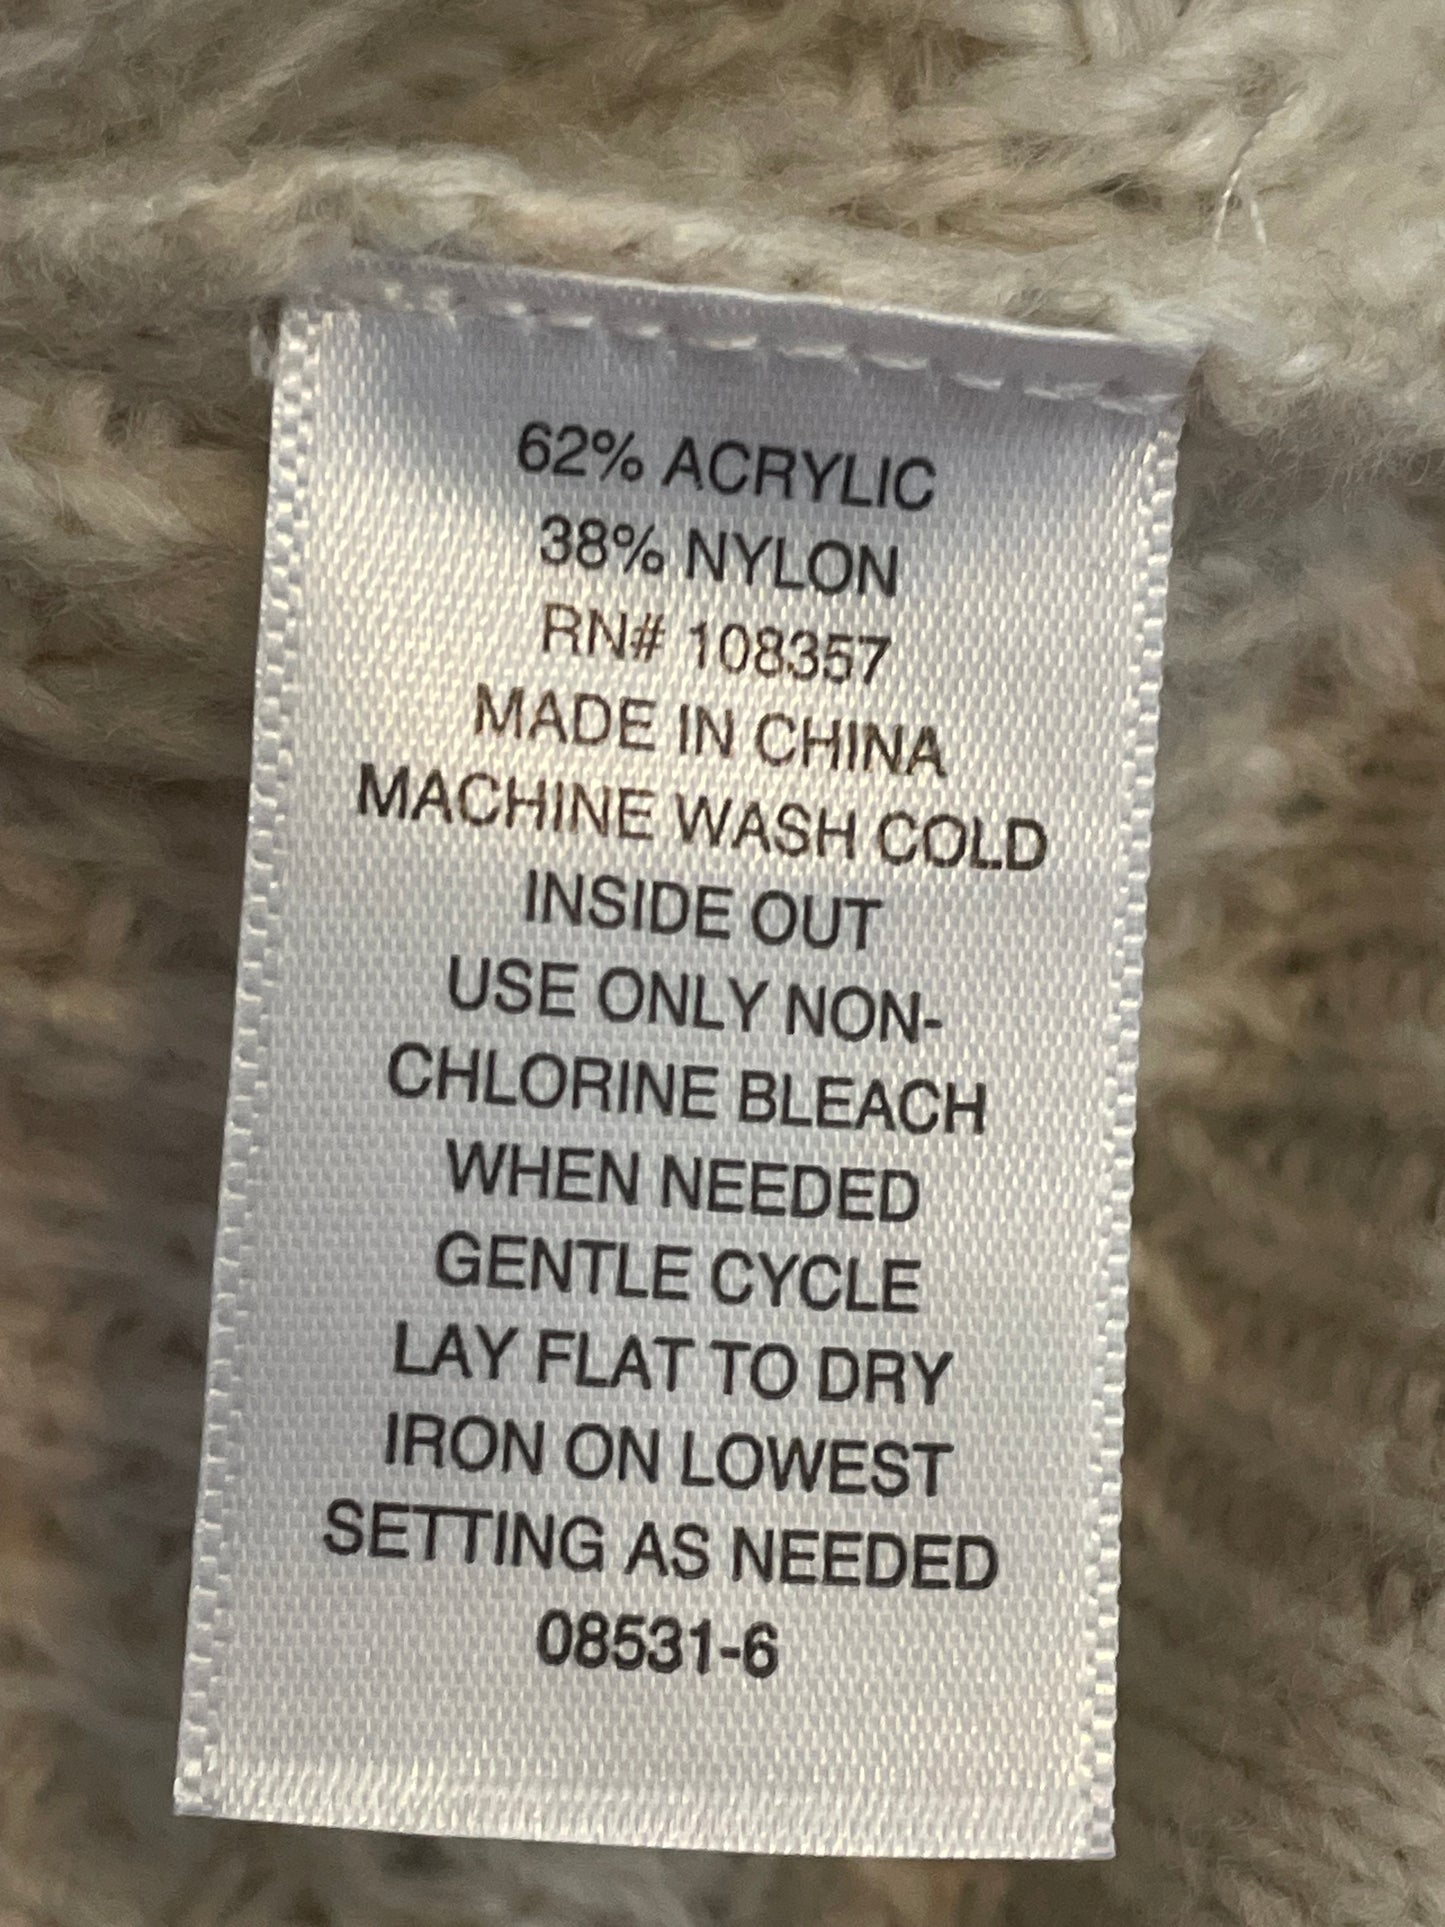 62% ACRYLIC
38% NYLON
RN# 108357
MADE IN CHINA
MACHINE WASH COLD
INSIDE OUT
USE ONLY NON-
CHLORINE BLEACH
WHEN NEEDED
GENTLE CYCLE
LAY FLAT TO DRY
IRON ON LOWEST
SETTING AS NEEDED
08531-6